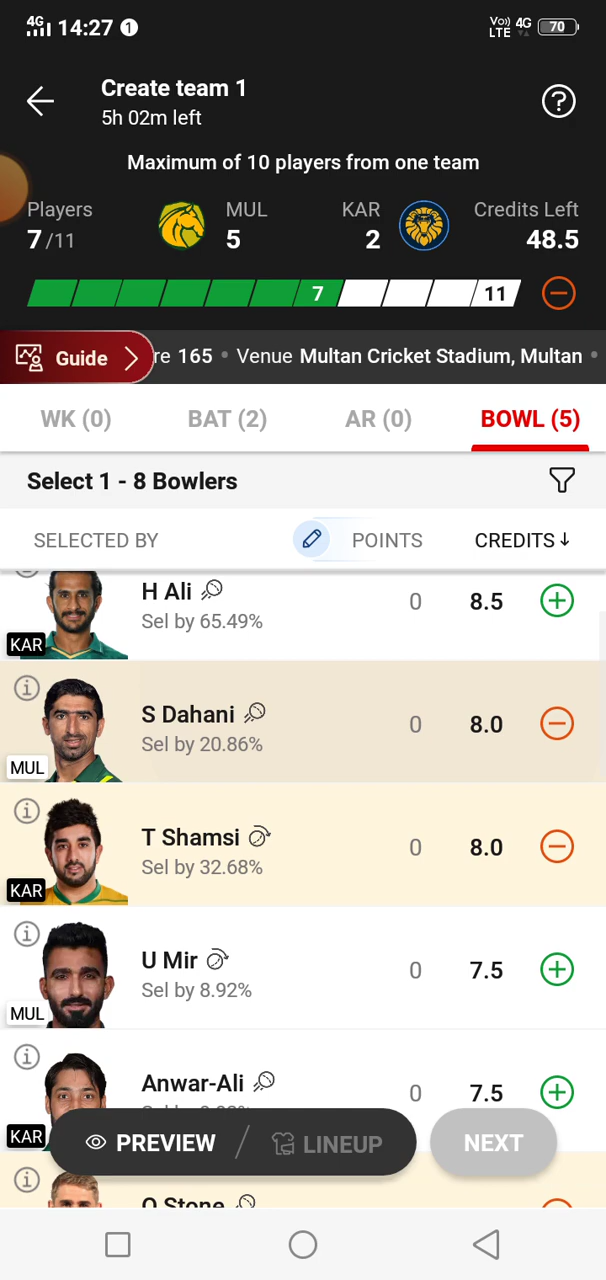 4G 14:27 1 Vo) LTE 4G 70
Create team 1
5h 02m left
?
Maximum of 10 players from one team
Players MUL KAR Credits Left
7/11 5 2 48.5
7 11
Guide re 165 • Venue Multan Cricket Stadium, Multan •
WK (0) BAT (2) AR (0) BOWL (5)
Select 1 - 8 Bowlers
SELECTED BY POINTS CREDITS↓
H Ali 0 8.5
Sel by 65.49%
KAR
S Dahani 0 8.0
Sel by 20.86%
MUL
T Shamsi 0 8.0
Sel by 32.68%
KAR
U Mir 0 7.5
Sel by 8.92%
MUL
Anwar-Ali 0 7.5
KAR
PREVIEW / LINEUP NEXT
O Stone